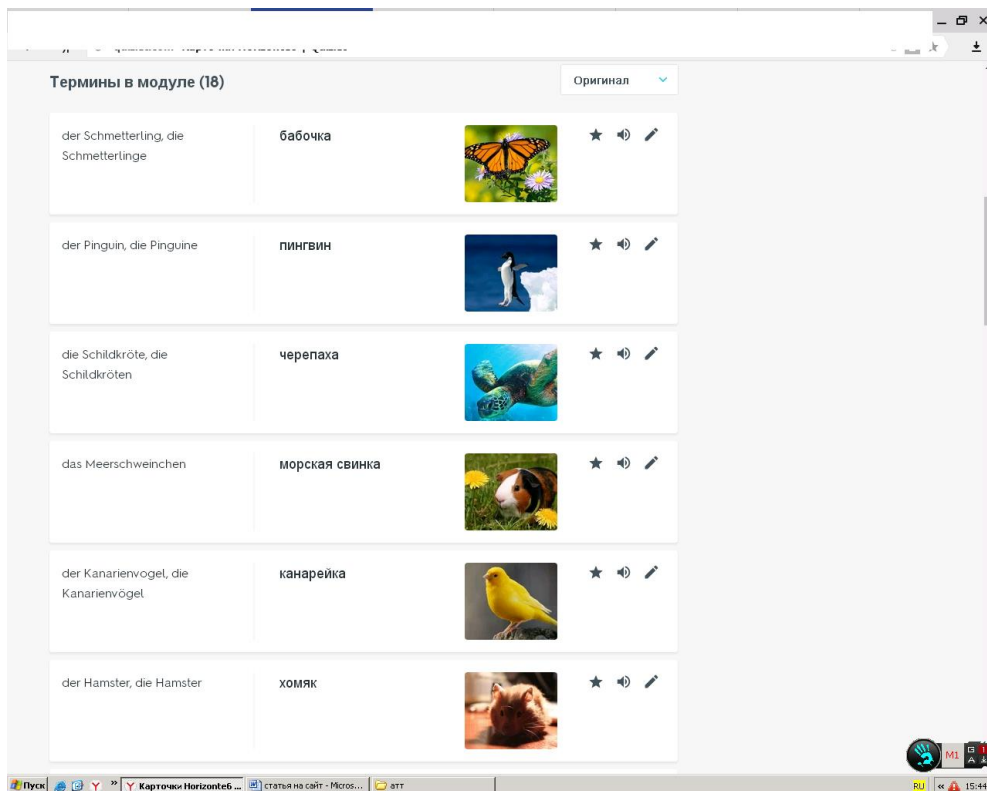 Термины в модуле (18)
Оригинал
der Schmetterling, die
Schmetterlinge
бабочка
der Pinguin, die Pinguine
пингвин
die Schildkröte, die
Schildkröten
черепаха
das Meerschweinchen
морская свинка
der Kanarienvogel, die
Kanarienvögel
канарейка
der Hamster, die Hamster
хомяк
M1
G 1
A
Пуск
Карточки Horizonte6 ...
статья на сайт - Micros...
атт
RU
15:44